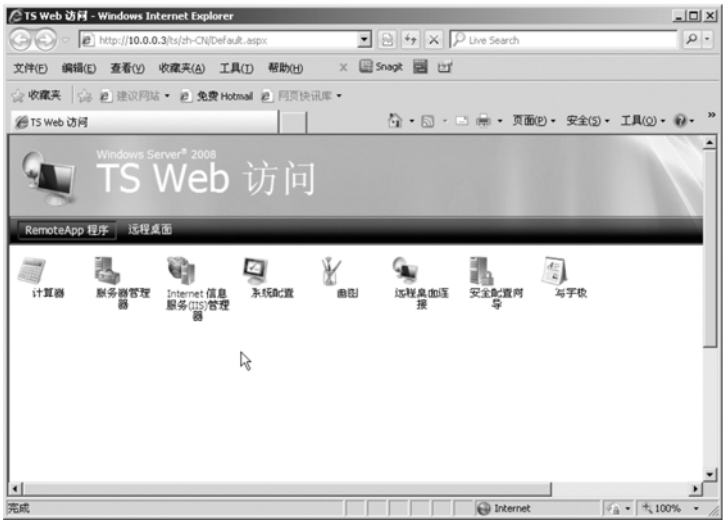 TS Web 访问 - Windows Internet Explorer
http://10.0.0.3/ts/zh-CN/Default.aspx
Live Search
文件(F) 编辑(E) 查看(V) 收藏夹(A) 工具(T) 帮助(H) x SnagIt
收藏夹 建议网站 免费 Hotmail 网页快讯库
TS Web 访问
页面(P) 安全(S) 工具(O) »
Windows Server® 2008
TS Web 访问
RemoteApp 程序 远程桌面
计算器
服务器管理
器
Internet 信息
服务(IIS)管理
器
系统配置
画图
远程桌面连
接
安全配置向
导
写字板
完成
Internet
100%